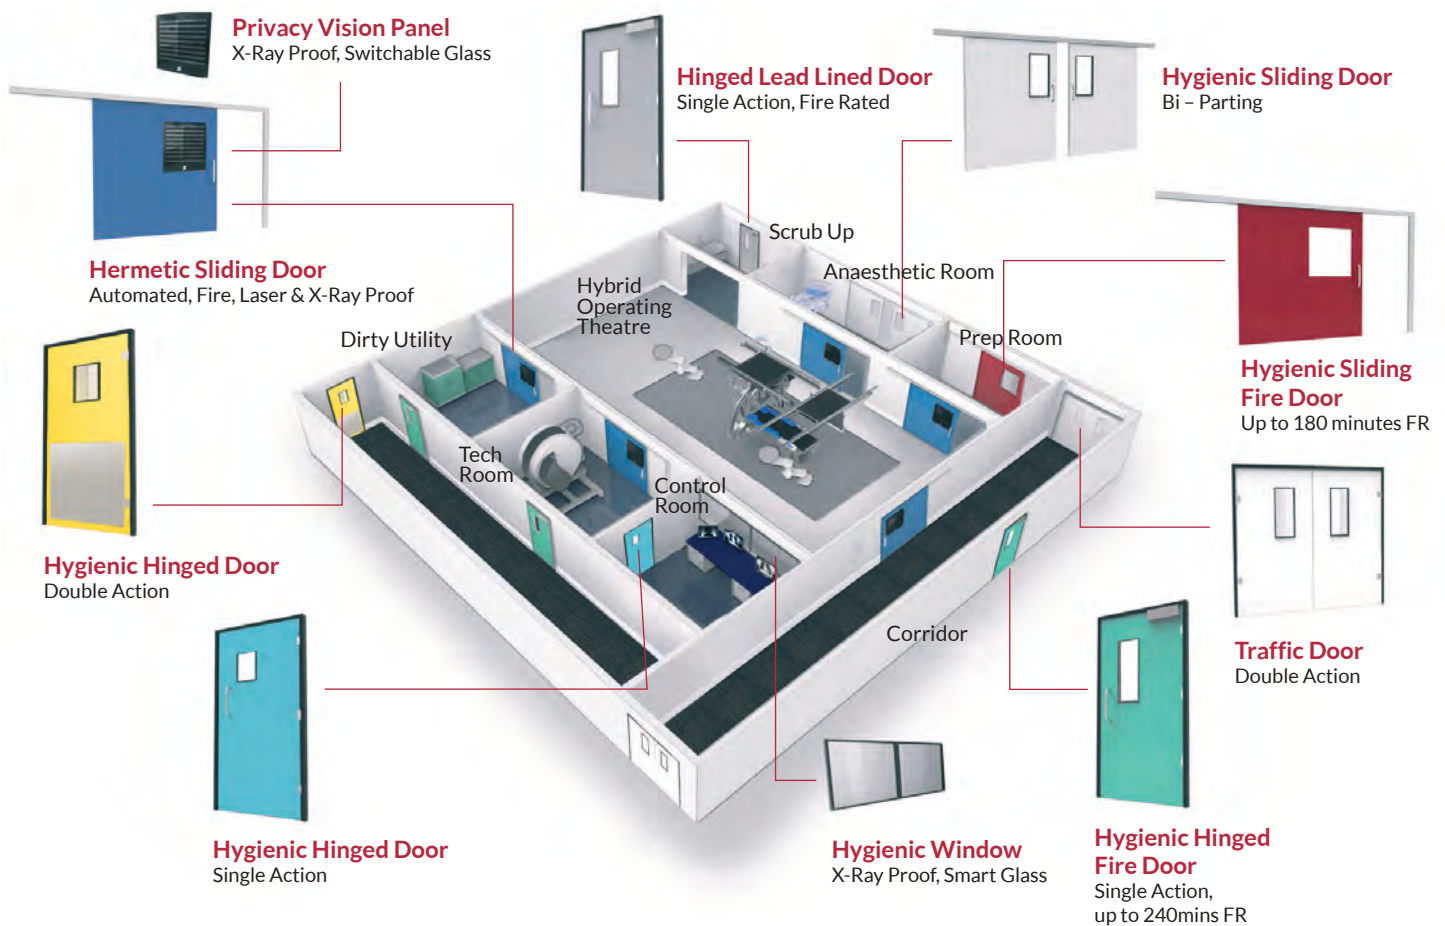 Privacy Vision Panel
X-Ray Proof, Switchable Glass
Hinged Lead Lined Door
Single Action, Fire Rated
Hygienic Sliding Door
Bi – Parting
Hermetic Sliding Door
Automated, Fire, Laser & X-Ray Proof
Scrub Up
Anaesthetic Room
Hybrid
Operating
Theatre
Dirty Utility
Prep Room
Hygienic Sliding
Fire Door
Up to 180 minutes FR
Tech
Room
Control
Room
Hygienic Hinged Door
Double Action
Corridor
Traffic Door
Double Action
Hygienic Hinged Door
Single Action
Hygienic Window
X-Ray Proof, Smart Glass
Hygienic Hinged
Fire Door
Single Action,
up to 240mins FR